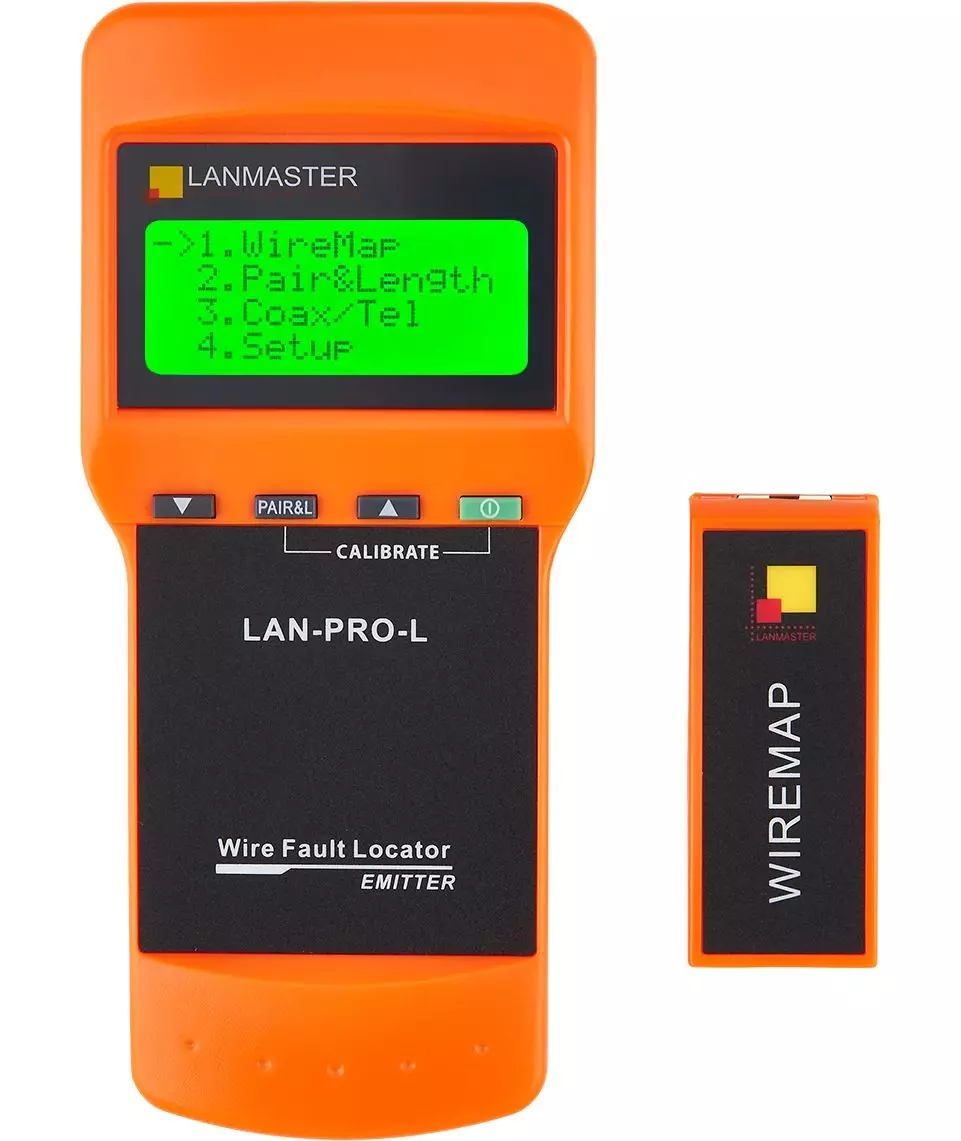 LANMASTER
->1.WireMap
2.Pair&Length
3.Coax/Tel
4.Setup
▼ PAIR&L ▲
CALIBRATE
LAN-PRO-L
Wire Fault Locator
EMITTER
LANMASTER
WIREMAP